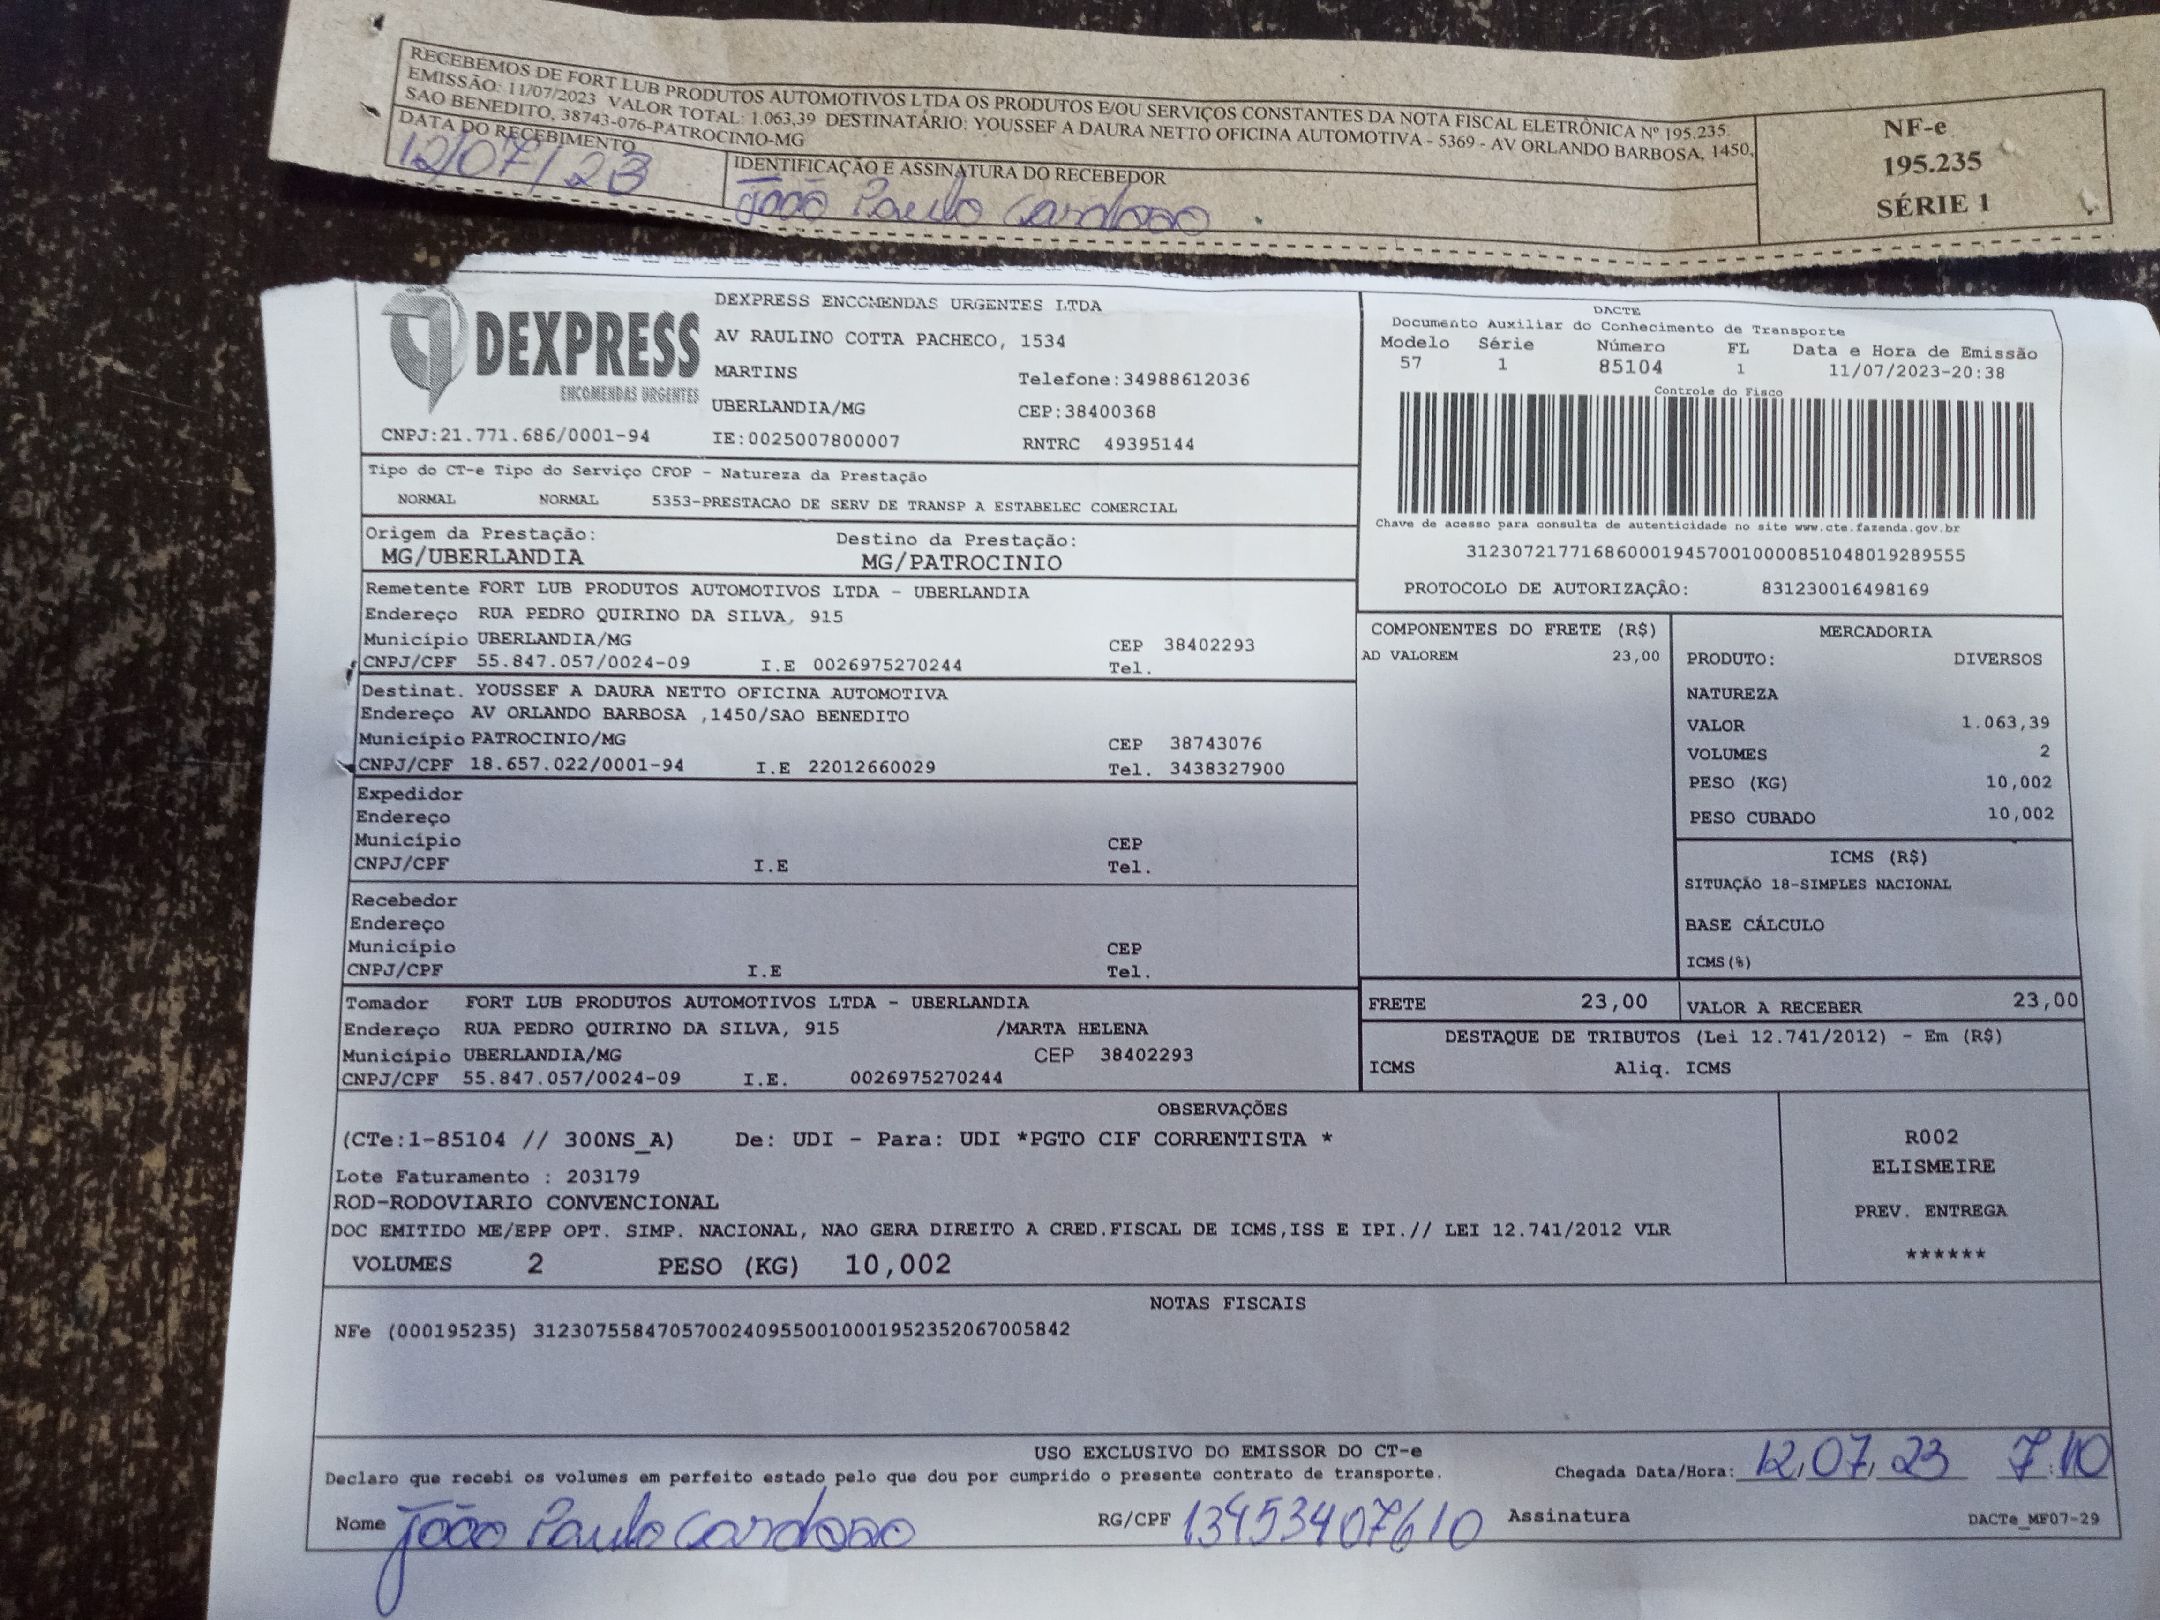 RECEBEMOS DE FORT LUB PRODUTOS AUTOMOTIVOS LTDA OS PRODUTOS E/OU SERVIÇOS CONSTANTES DA NOTA FISCAL ELETRÔNICA Nº 195.235
EMISSÃO: 11/07/2023 VALOR TOTAL: 1.063,39 DESTINATÁRIO: YOUSSEF A DAURA NETTO OFICINA AUTOMOTIVA - 5369 - AV ORLANDO BARBOSA, 1450,
SAO BENEDITO, 38743-076-PATROCINIO-MG
DATA DO RECEBIMENTO
12/07/23
IDENTIFICAÇÃO E ASSINATURA DO RECEBEDOR
João Paulo Cardoso
NF-e
195.235
SÉRIE 1
DEXPRESS
ENCOMENDAS URGENTES
CNPJ:21.771.686/0001-94
DEXPRESS ENCOMENDAS URGENTES LTDA
AV RAULINO COTTA PACHECO, 1534
MARTINS Telefone:34988612036
UBERLANDIA/MG CEP:38400368
IE:0025007800007 RNTRC 49395144
DACTE
Documento Auxiliar do Conhecimento de Transporte
Modelo Série Número FL Data e Hora de Emissão
57 1 85104 1 11/07/2023-20:38
Controle do Fisco
Chave de acesso para consulta de autenticidade no site www.cte.fazenda.gov.br
31230721771686000194570010000851048019289555
PROTOCOLO DE AUTORIZAÇÃO: 831230016498169
Tipo do CT-e Tipo do Serviço CFOP - Natureza da Prestação
NORMAL NORMAL 5353-PRESTACAO DE SERV DE TRANSP A ESTABELEC COMERCIAL
Origem da Prestação: Destino da Prestação:
MG/UBERLANDIA MG/PATROCINIO
Remetente FORT LUB PRODUTOS AUTOMOTIVOS LTDA - UBERLANDIA
Endereço RUA PEDRO QUIRINO DA SILVA, 915
Município UBERLANDIA/MG CEP 38402293
CNPJ/CPF 55.847.057/0024-09 I.E 0026975270244 Tel.
Destinat. YOUSSEF A DAURA NETTO OFICINA AUTOMOTIVA
Endereço AV ORLANDO BARBOSA ,1450/SAO BENEDITO
Município PATROCINIO/MG CEP 38743076
CNPJ/CPF 18.657.022/0001-94 I.E 22012660029 Tel. 3438327900
Expedidor
Endereço
Município CEP
CNPJ/CPF I.E Tel.
Recebedor
Endereço
Município CEP
CNPJ/CPF I.E Tel.
Tomador FORT LUB PRODUTOS AUTOMOTIVOS LTDA - UBERLANDIA
Endereço RUA PEDRO QUIRINO DA SILVA, 915 /MARTA HELENA
Município UBERLANDIA/MG CEP 38402293
CNPJ/CPF 55.847.057/0024-09 I.E. 0026975270244
COMPONENTES DO FRETE (R$)
AD VALOREM 23,00
MERCADORIA
PRODUTO: DIVERSOS
NATUREZA
VALOR 1.063,39
VOLUMES 2
PESO (KG) 10,002
PESO CUBADO 10,002
ICMS (R$)
SITUAÇÃO 18-SIMPLES NACIONAL
BASE CÁLCULO
ICMS(%)
FRETE 23,00 VALOR A RECEBER 23,00
DESTAQUE DE TRIBUTOS (Lei 12.741/2012) - Em (R$)
ICMS Aliq. ICMS
OBSERVAÇÕES
(CTe:1-85104 // 300NS_A) De: UDI - Para: UDI *PGTO CIF CORRENTISTA *
Lote Faturamento : 203179
ROD-RODOVIARIO CONVENCIONAL
DOC EMITIDO ME/EPP OPT. SIMP. NACIONAL, NAO GERA DIREITO A CRED.FISCAL DE ICMS,ISS E IPI.// LEI 12.741/2012 VLR
VOLUMES 2 PESO (KG) 10,002
R002
ELISMEIRE
PREV. ENTREGA
******
NOTAS FISCAIS
NFe (000195235) 31230755847057002409550010001952352067005842
USO EXCLUSIVO DO EMISSOR DO CT-e
Declaro que recebi os volumes em perfeito estado pelo que dou por cumprido o presente contrato de transporte.
Chegada Data/Hora: 12,07,23 7:10
Nome João Paulo Cardoso RG/CPF 13453407610 Assinatura
DACTe_MF07-29